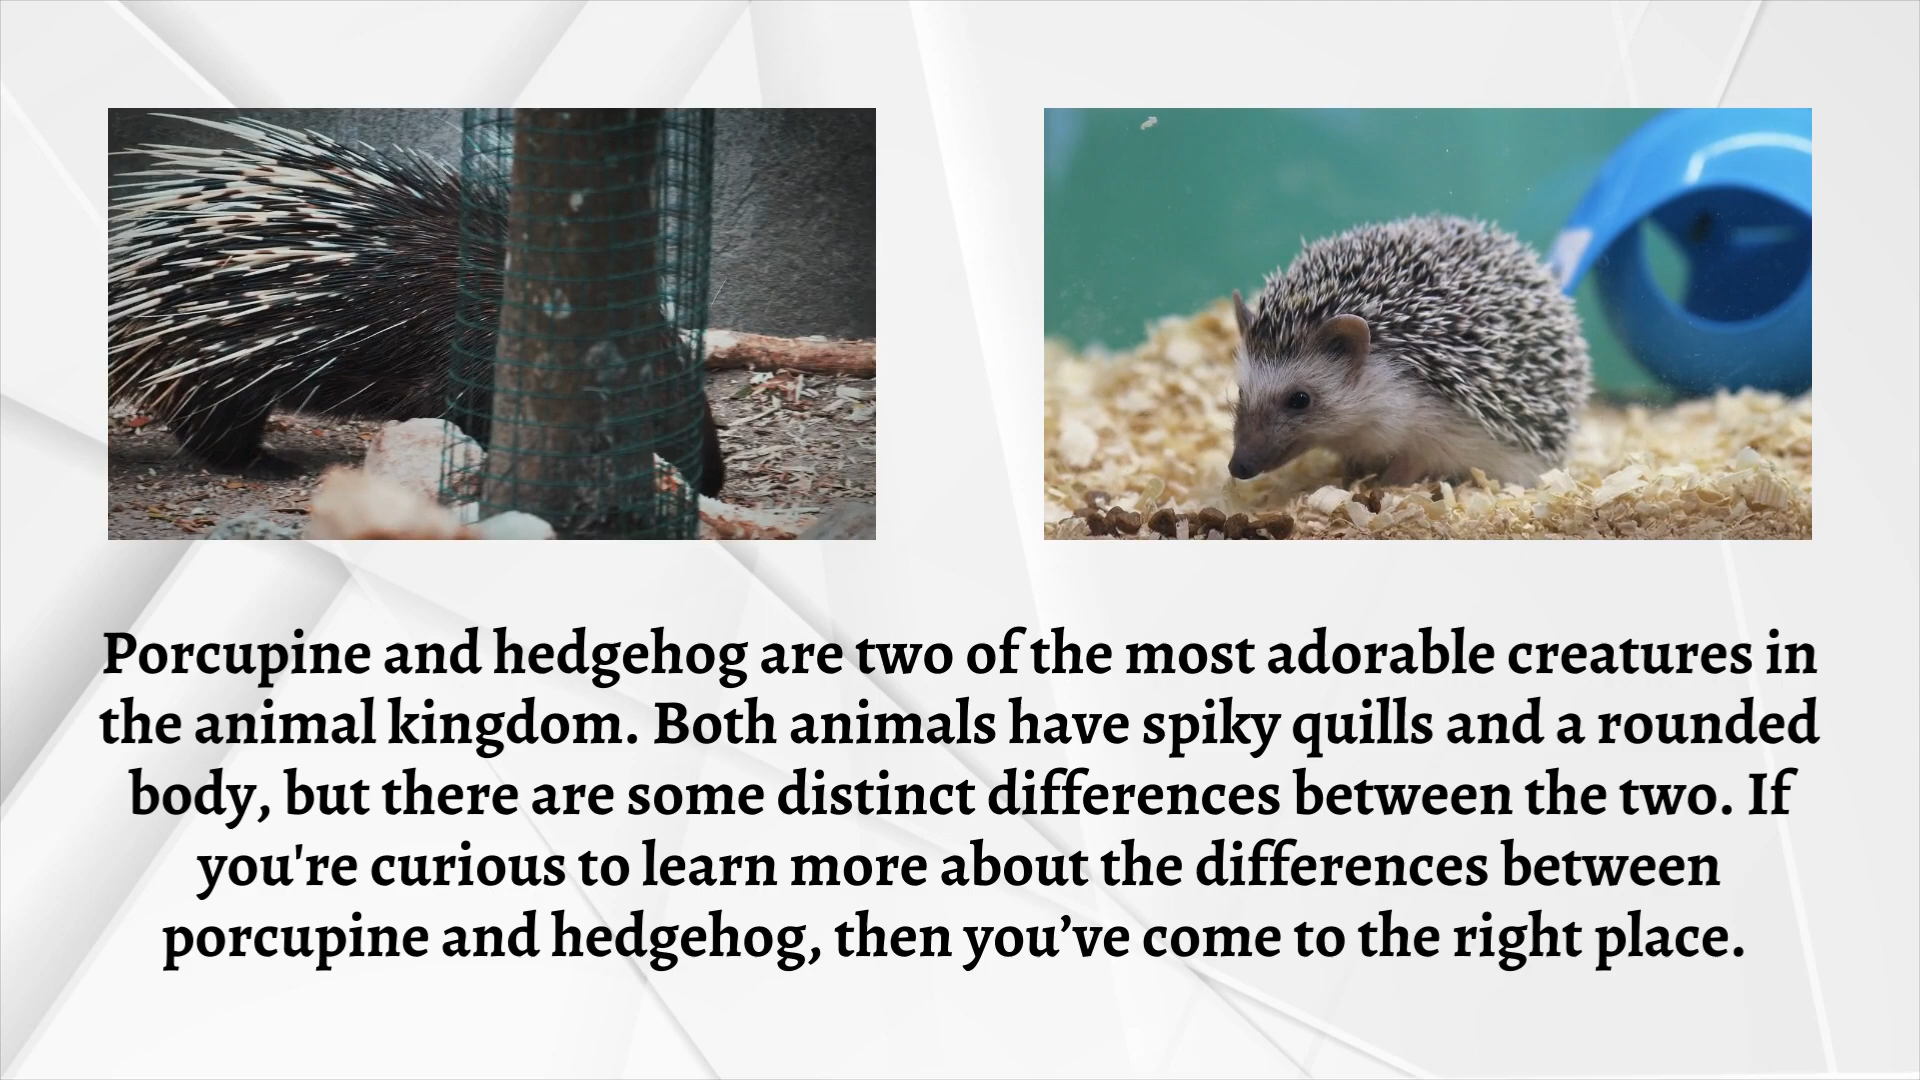 Porcupine and hedgehog are two of the most adorable creatures in
the animal kingdom. Both animals have spiky quills and a rounded
body, but there are some distinct differences between the two. If
you're curious to learn more about the differences between
porcupine and hedgehog, then you’ve come to the right place.